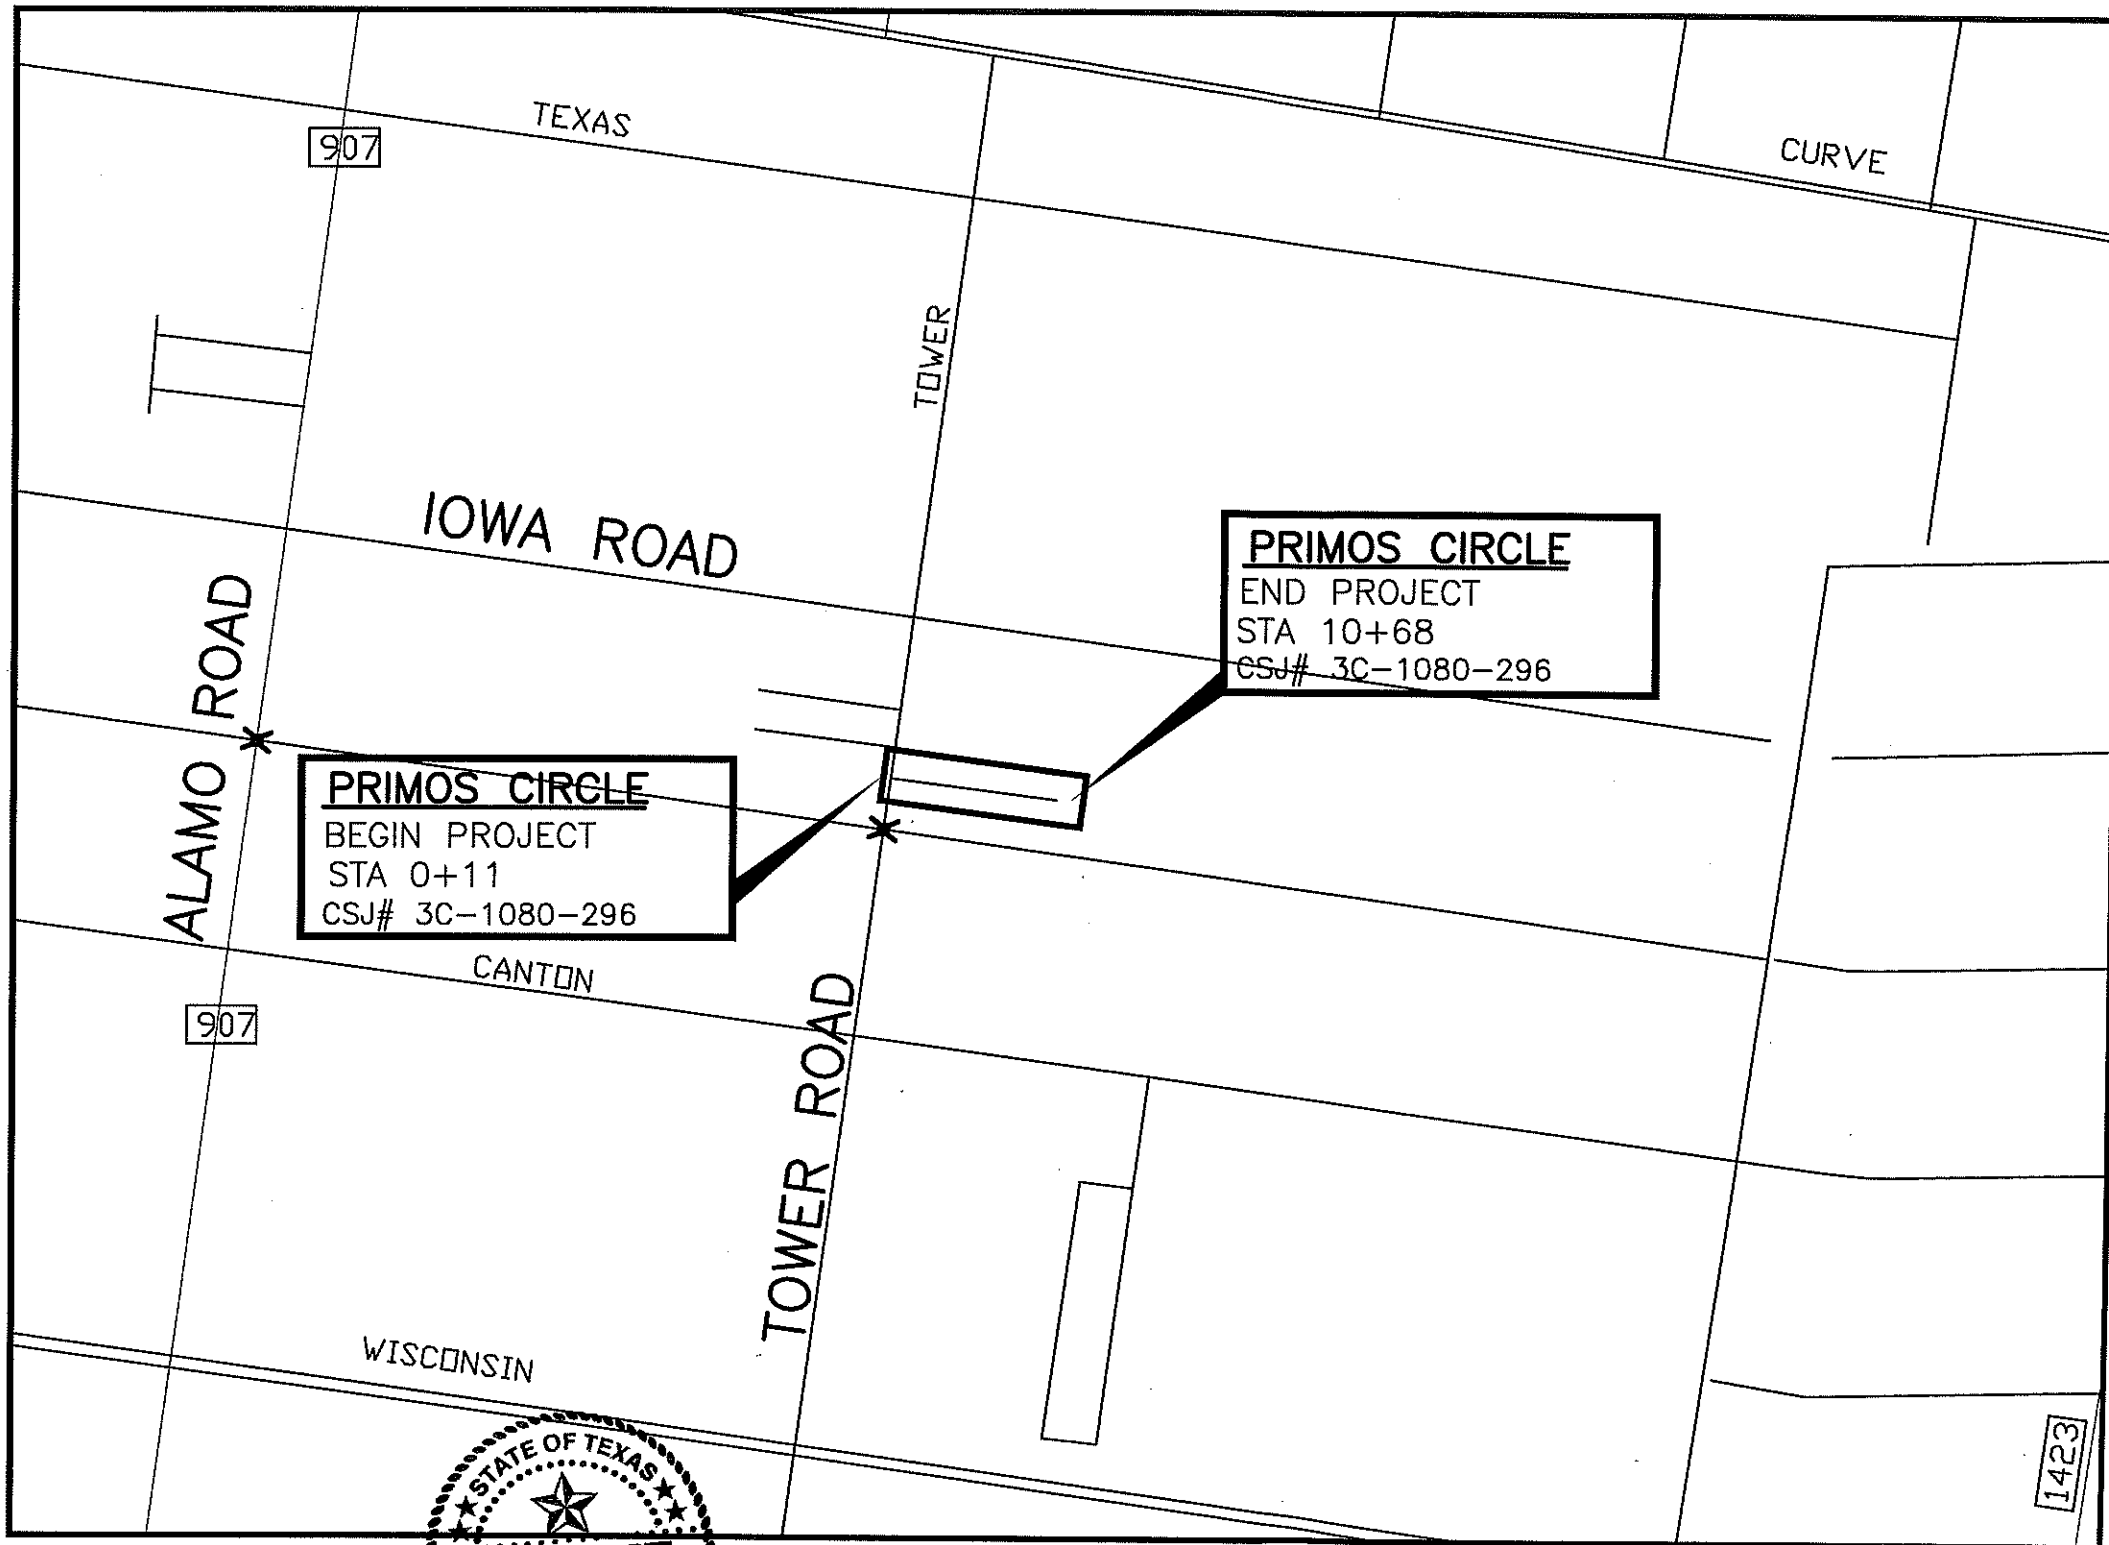 TEXAS
907
CURVE
TOWER
IOWA ROAD
PRIMOS CIRCLE
END PROJECT
STA 10+68
CSJ# 3C-1080-296
ALAMO ROAD
PRIMOS CIRCLE
BEGIN PROJECT
STA 0+11
CSJ# 3C-1080-296
CANTON
907
TOWER ROAD
WISCONSIN
STATE OF TEXAS
1423